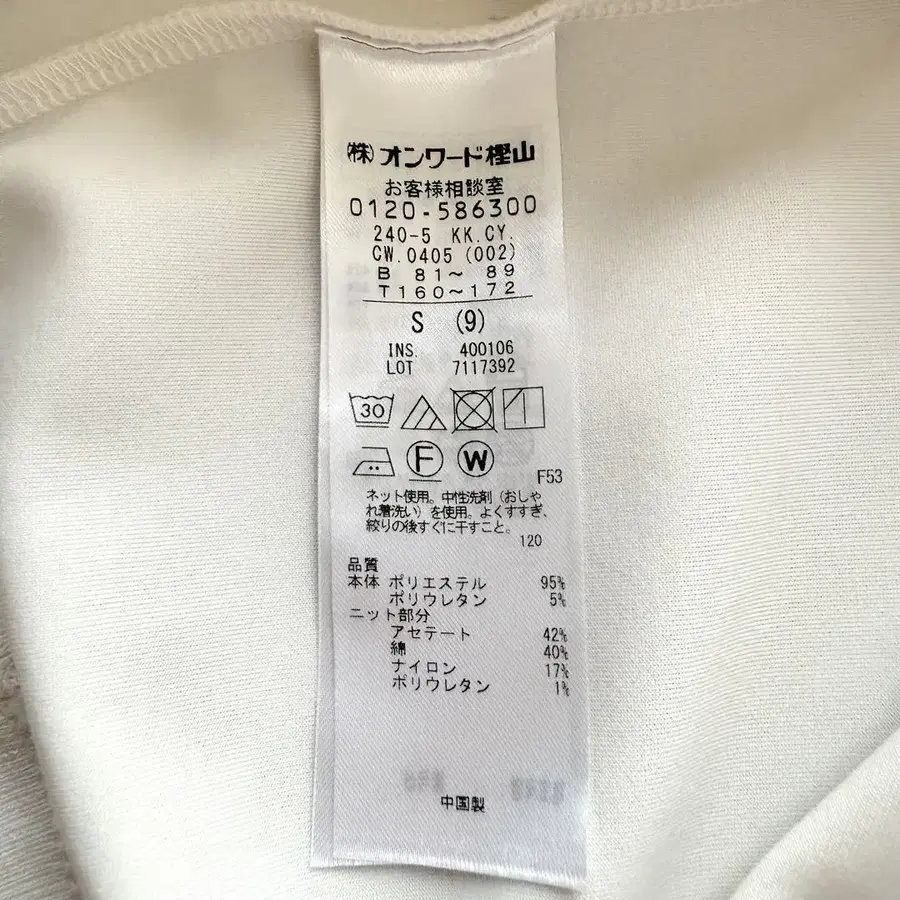 ㈱オンワード樫山
お客様相談室
0120-586300
240-5 KK.CY.
CW.0405 (002)
B 81～ 89
T160～172
S (9)
INS. 400106
LOT 7117392
30
F W
F53
ネット使用。中性洗剤（おしゃ
れ着洗い）を使用。よくすすぎ、
絞りの後すぐに干すこと。
120
品質
本体 ポリエステル 95%
ポリウレタン 5%
ニット部分
アセテート 42%
綿 40%
ナイロン 17%
ポリウレタン 1%
中国製